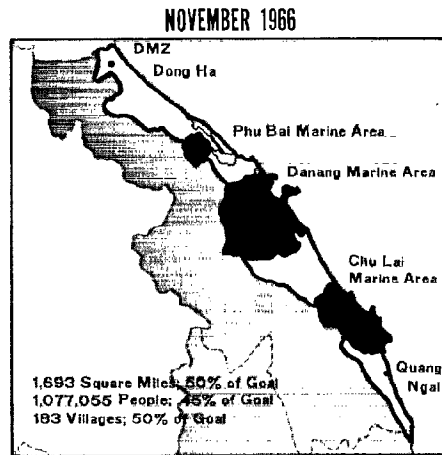 NOVEMBER 1966
DMZ
Dong Ha
Phu Bai Marine Area
Danang Marine Area
Chu Lai
Marine Area
Quang
Ngai
1,693 Square Miles; 50% of Goal
1,077,055 People; 45% of Goal
183 Villages; 50% of Goal